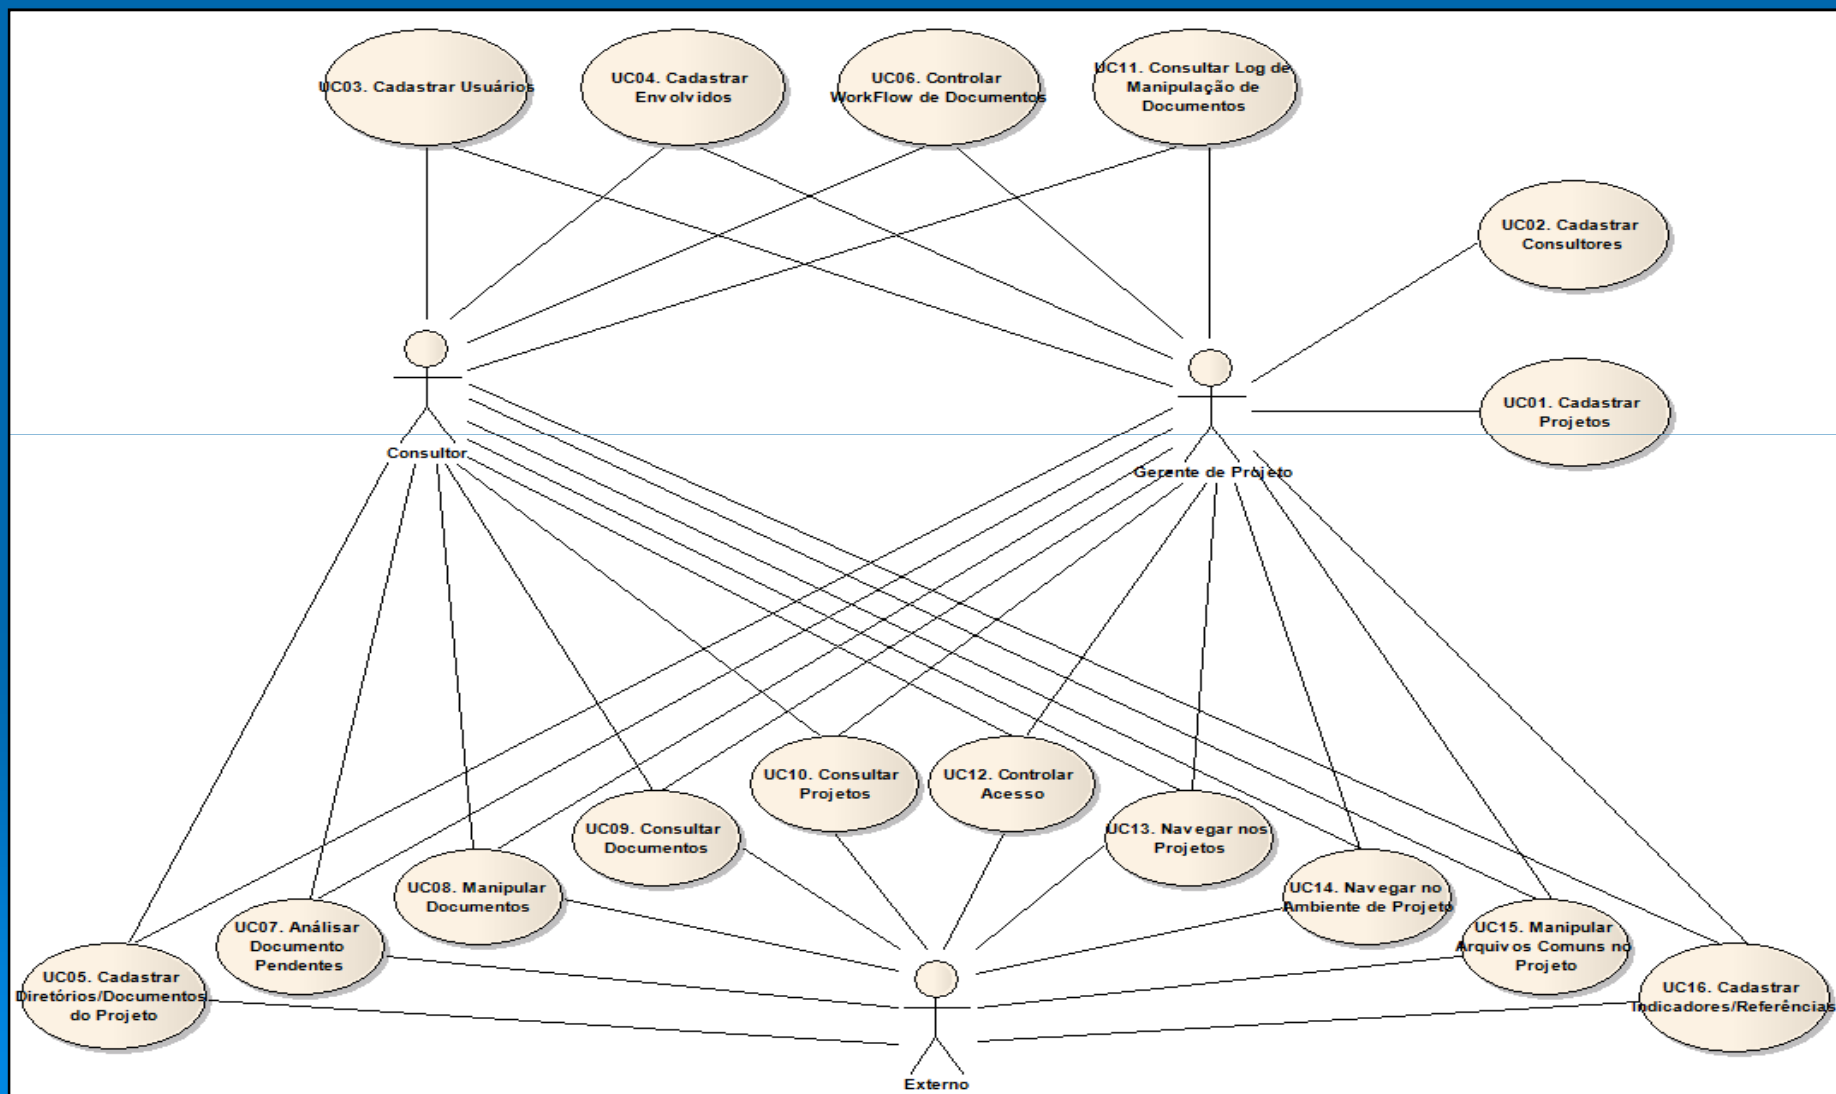 UC03. Cadastrar Usuários
UC04. Cadastrar
Envolvidos
UC06. Controlar
WorkFlow de Documentos
UC11. Consultar Log de
Manipulação de
Documentos
UC02. Cadastrar
Consultores
UC01. Cadastrar
Projetos
Consultor
Gerente de Projeto
UC10. Consultar
Projetos
UC12. Controlar
Acesso
UC09. Consultar
Documentos
UC13. Navegar nos
Projetos
UC08. Manipular
Documentos
UC14. Navegar no
Ambiente de Projeto
UC07. Análisar
Documento
Pendentes
UC15. Manipular
Arquivos Comuns no
Projeto
UC05. Cadastrar
Diretórios/Documentos
do Projeto
UC16. Cadastrar
Indicadores/Referências
Externo